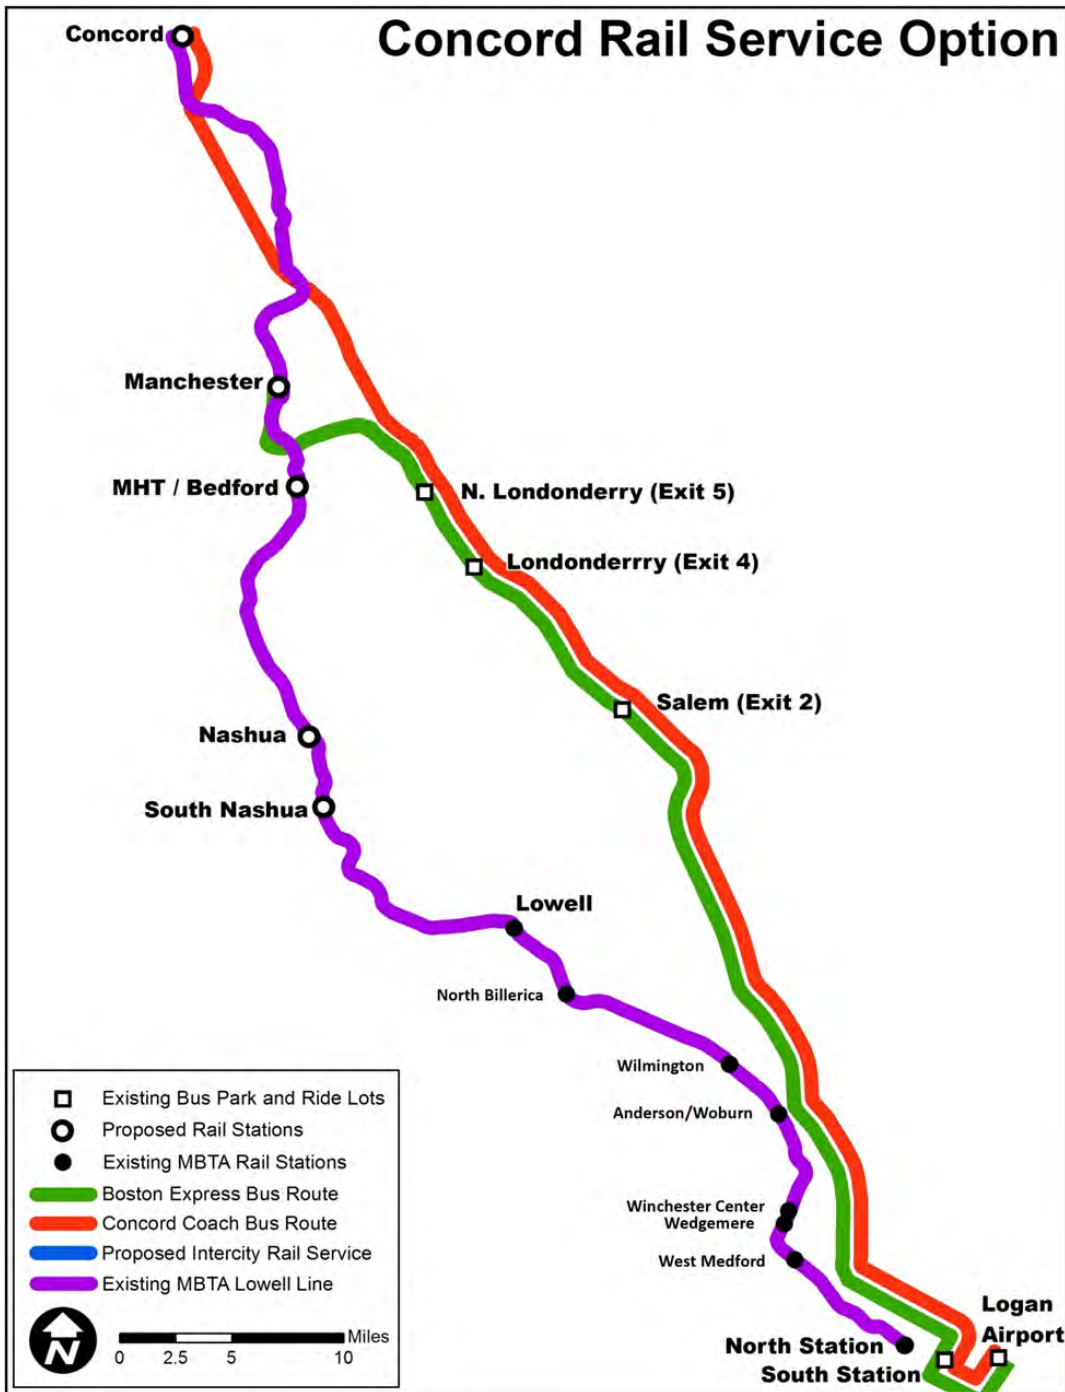 Concord Rail Service Option
Concord
Manchester
MHT / Bedford
N. Londonderry (Exit 5)
Londonderrry (Exit 4)
Salem (Exit 2)
Nashua
South Nashua
Lowell
North Billerica
Wilmington
Anderson/Woburn
Winchester Center
Wedgemere
West Medford
North Station
South Station
Logan
Airport
Existing Bus Park and Ride Lots
Proposed Rail Stations
Existing MBTA Rail Stations
Boston Express Bus Route
Concord Coach Bus Route
Proposed Intercity Rail Service
Existing MBTA Lowell Line
N
Miles
0 2.5 5 10